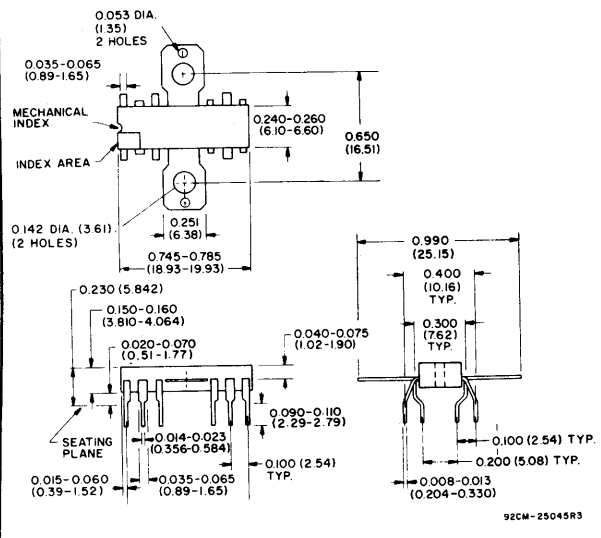 0.053 DIA.
(1.35)
2 HOLES
0.035-0.065
(0.89-1.65)
MECHANICAL
INDEX
INDEX AREA
0.240-0.260
(6.10-6.60)
0.650
(16.51)
0.142 DIA. (3.61)
(2 HOLES)
0.251
(6.38)
0.745-0.785
(18.93-19.93)
0.990
(25.15)
0.400
(10.16)
TYP.
0.300
(7.62)
TYP.
0.230 (5.842)
0.150-0.160
(3.810-4.064)
0.020-0.070
(0.51-1.77)
0.040-0.075
(1.02-1.90)
0.090-0.110
(2.29-2.79)
SEATING
PLANE
0.014-0.023
(0.356-0.584)
0.015-0.060
(0.39-1.52)
0.035-0.065
(0.89-1.65)
0.100 (2.54)
TYP.
0.100 (2.54) TYP.
0.200 (5.08) TYP.
0.008-0.013
(0.204-0.330)
92CM-25045R3